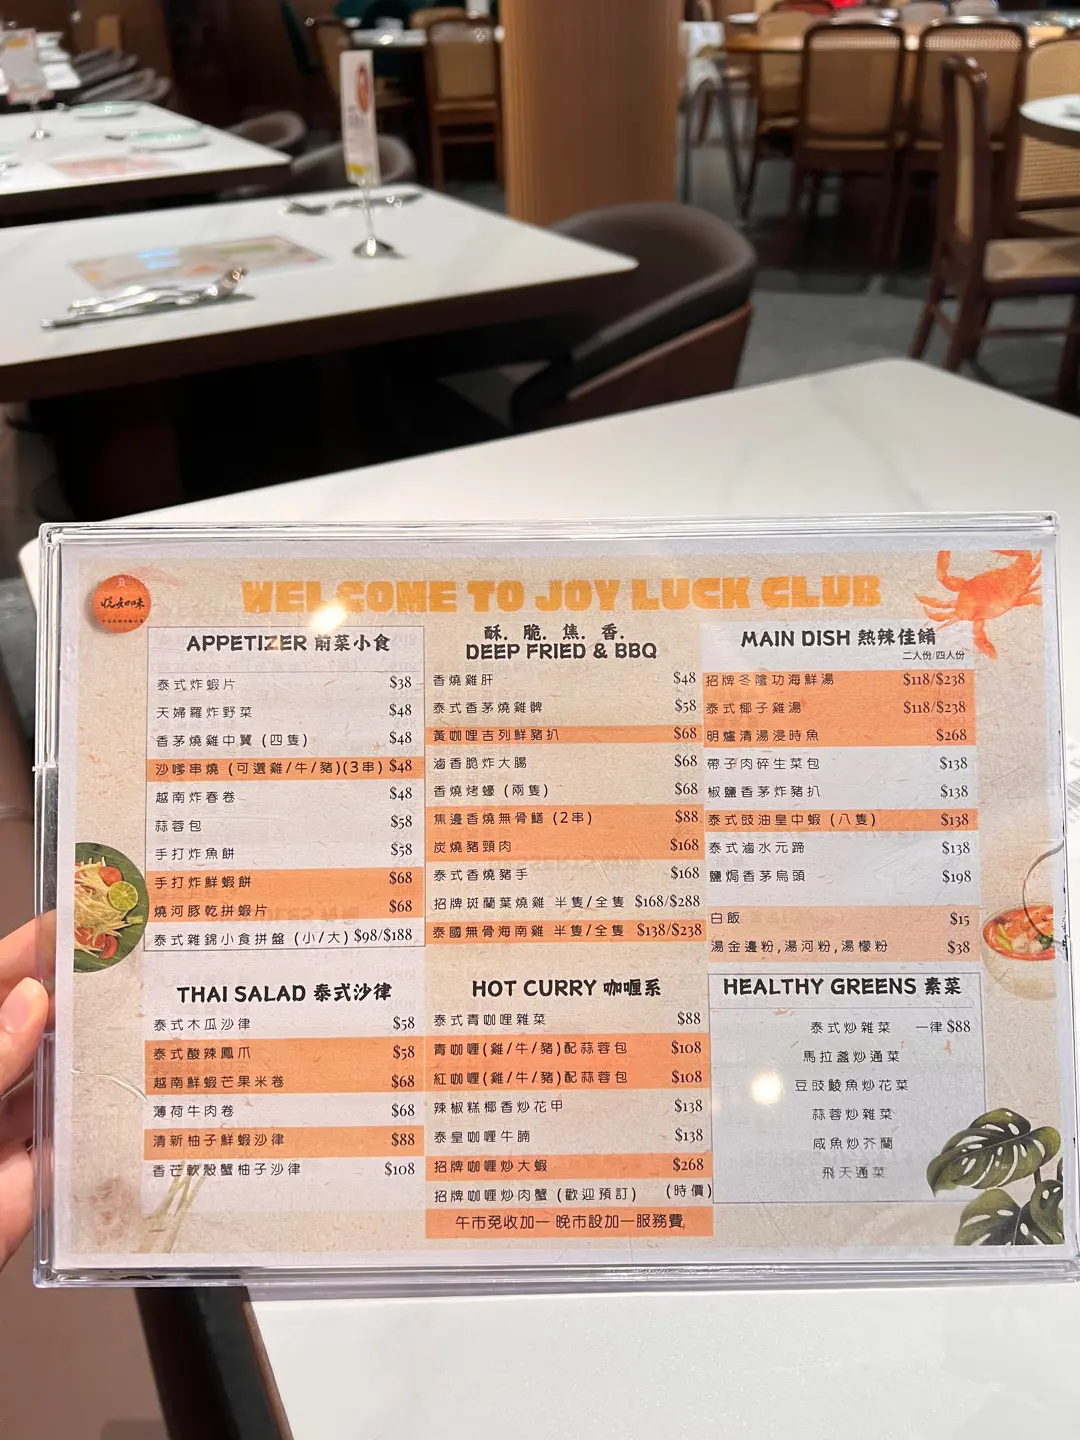 悅知味
WELCOME TO JOY LUCK CLUB
APPETIZER 前菜小食
泰式炸蝦片 $38
天婦羅炸野菜 $48
香茅燒雞中翼 (四隻) $48
沙嗲串燒 (可選雞/牛/豬)(3串) $48
越南炸春卷 $48
蒜蓉包 $58
手打炸魚餅 $58
手打炸鮮蝦餅 $68
燒河豚乾拼蝦片 $68
泰式雜錦小食拼盤 (小/大) $98/$188
THAI SALAD 泰式沙律
泰式木瓜沙律 $58
泰式酸辣鳳爪 $58
越南鮮蝦芒果米卷 $68
薄荷牛肉卷 $68
清新柚子鮮蝦沙律 $88
香芒軟殼蟹柚子沙律 $108
酥. 脆. 焦. 香.
DEEP FRIED & BBQ
香燒雞肝 $48
泰式香茅燒雞髀 $58
黃咖哩吉列鮮豬扒 $68
滷香脆炸大腸 $68
香燒烤蠔 (兩隻) $68
焦邊香燒無骨鱔 (2串) $88
炭燒豬頸肉 $168
泰式香燒豬手 $168
招牌斑蘭葉燒雞 半隻/全隻 $168/$288
泰國無骨海南雞 半隻/全隻 $138/$238
HOT CURRY 咖喱系
泰式青咖哩雜菜 $88
青咖喱(雞/牛/豬)配蒜蓉包 $108
紅咖喱(雞/牛/豬)配蒜蓉包 $108
辣椒糕椰香炒花甲 $138
泰皇咖喱牛腩 $138
招牌咖喱炒大蝦 $268
招牌咖喱炒肉蟹 (歡迎預訂) (時價)
午市免收加一 晚市設加一服務費
MAIN DISH 熱辣佳餚
二人份/四人份
招牌冬陰功海鮮湯 $118/$238
泰式椰子雞湯 $118/$238
明爐清湯浸時魚 $268
帶子肉碎生菜包 $138
椒鹽香茅炸豬扒 $138
泰式豉油皇中蝦 (八隻) $138
泰式滷水元蹄 $138
鹽焗香茅烏頭 $198
白飯 $15
湯金邊粉,湯河粉,湯檬粉 $38
HEALTHY GREENS 素菜
泰式炒雜菜 一律 $88
馬拉盞炒通菜
豆豉鯪魚炒花菜
蒜蓉炒雜菜
咸魚炒芥蘭
飛天通菜